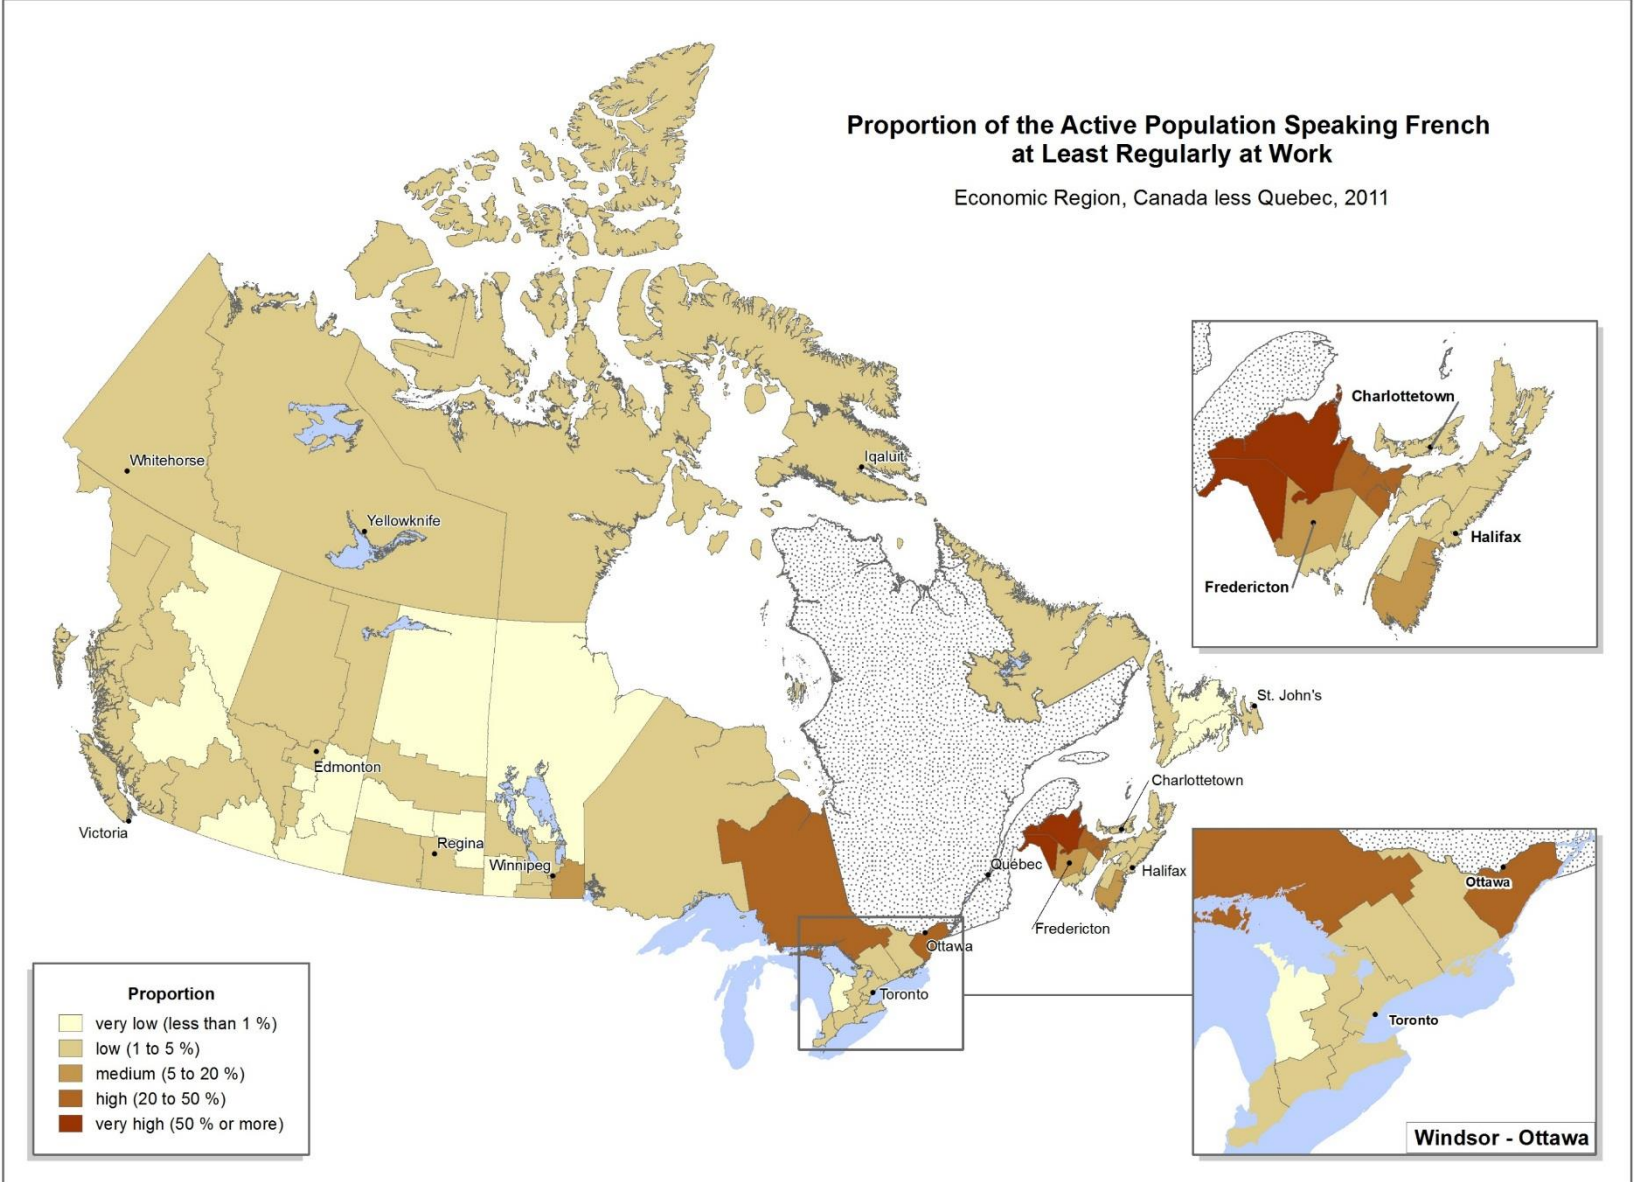 Proportion of the Active Population Speaking French
at Least Regularly at Work
Economic Region, Canada less Quebec, 2011
Whitehorse
Yellowknife
Iqaluit
Edmonton
Victoria
Regina
Winnipeg
Québec
Ottawa
Toronto
St. John's
Charlottetown
Halifax
Fredericton
Charlottetown
Halifax
Fredericton
Ottawa
Toronto
Windsor - Ottawa
Proportion
very low (less than 1 %)
low (1 to 5 %)
medium (5 to 20 %)
high (20 to 50 %)
very high (50 % or more)